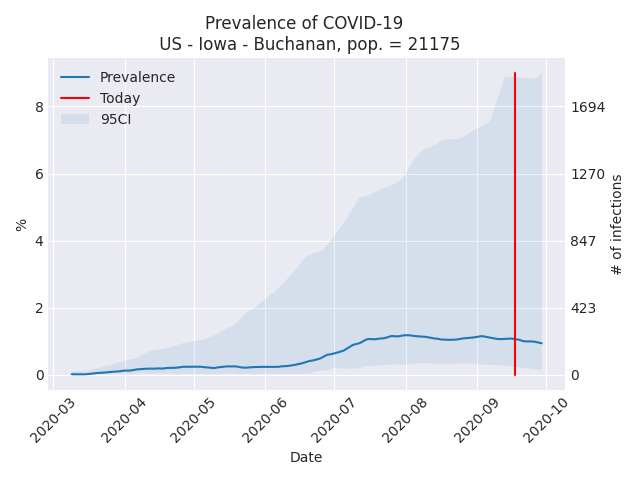 Prevalence of COVID-19
US - Iowa - Buchanan, pop. = 21175
Prevalence
Today
95CI
8
6
4
2
0
%
1694
1270
847
423
0
# of infections
2020-03
2020-04
2020-05
2020-06
2020-07
2020-08
2020-09
2020-10
Date